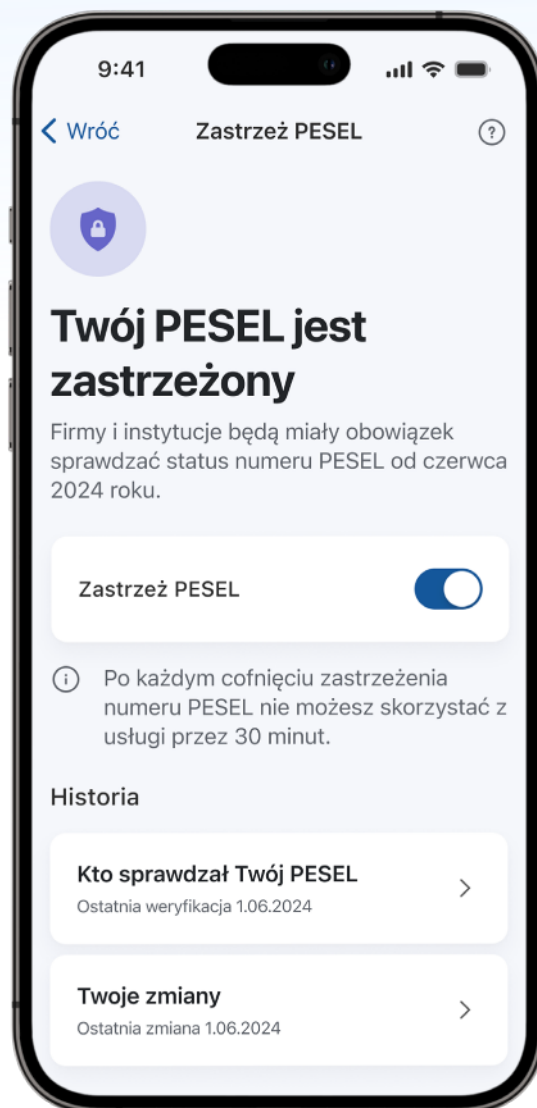 9:41
Wróć
Zastrzeż PESEL
?
Twój PESEL jest
zastrzeżony
Firmy i instytucje będą miały obowiązek
sprawdzać status numeru PESEL od czerwca
2024 roku.
Zastrzeż PESEL
Po każdym cofnięciu zastrzeżenia
numeru PESEL nie możesz skorzystać z
usługi przez 30 minut.
Historia
Kto sprawdzał Twój PESEL
Ostatnia weryfikacja 1.06.2024
Twoje zmiany
Ostatnia zmiana 1.06.2024